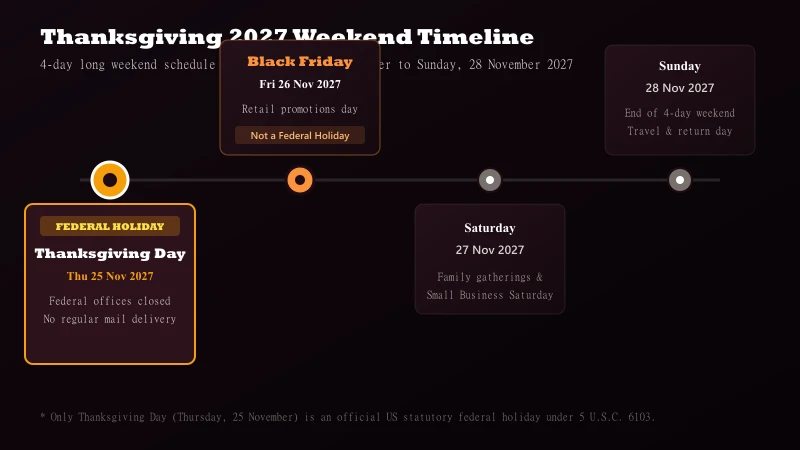 Thanksgiving 2027 Weekend Timeline
4-day long weekend schedule er to Sunday, 28 November 2027
Black Friday
Fri 26 Nov 2027
Retail promotions day
Not a Federal Holiday
Sunday
28 Nov 2027
End of 4-day weekend
Travel & return day
FEDERAL HOLIDAY
Thanksgiving Day
Thu 25 Nov 2027
Federal offices closed
No regular mail delivery
Saturday
27 Nov 2027
Family gatherings &
Small Business Saturday
* Only Thanksgiving Day (Thursday, 25 November) is an official US statutory federal holiday under 5 U.S.C. 6103.